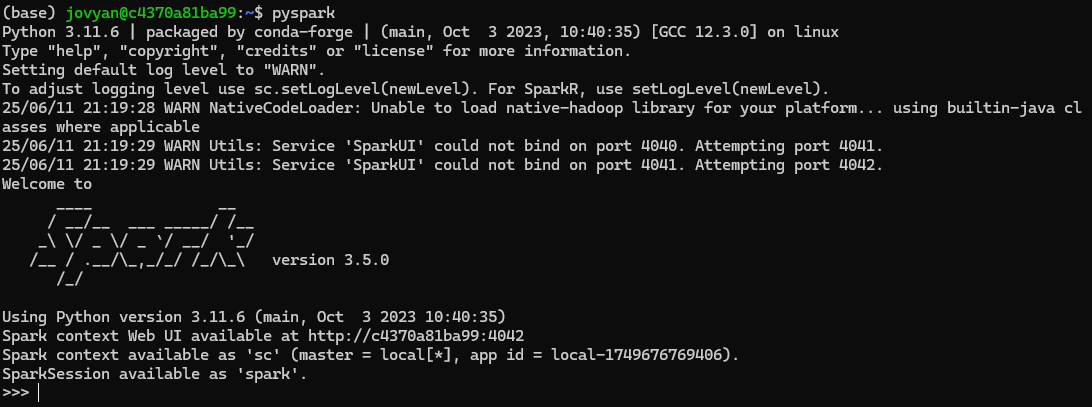 (base) jovyan@c4370a81ba99:~$ pyspark
Python 3.11.6 | packaged by conda-forge | (main, Oct  3 2023, 10:40:35) [GCC 12.3.0] on linux
Type "help", "copyright", "credits" or "license" for more information.
Setting default log level to "WARN".
To adjust logging level use sc.setLogLevel(newLevel). For SparkR, use setLogLevel(newLevel).
25/06/11 21:19:28 WARN NativeCodeLoader: Unable to load native-hadoop library for your platform... using builtin-java cl
asses where applicable
25/06/11 21:19:29 WARN Utils: Service 'SparkUI' could not bind on port 4040. Attempting port 4041.
25/06/11 21:19:29 WARN Utils: Service 'SparkUI' could not bind on port 4041. Attempting port 4042.
Welcome to
      ____              __
     / __/__  ___ _____/ /__
    _\ \/ _ \/ _ `/ __/  '_/
   /__ / .__/\_,_/_/ /_/\_\   version 3.5.0
      /_/

Using Python version 3.11.6 (main, Oct  3 2023 10:40:35)
Spark context Web UI available at http://c4370a81ba99:4042
Spark context available as 'sc' (master = local[*], app id = local-1749676769406).
SparkSession available as 'spark'.
>>>